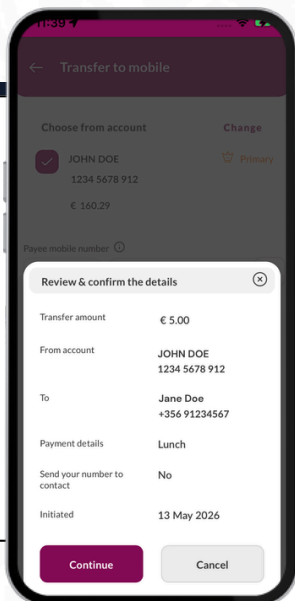 11:39
Transfer to mobile
Choose from account Change
JOHN DOE Primary
1234 5678 912
€ 160.29
Payee mobile number
Review & confirm the details
Transfer amount € 5.00
From account JOHN DOE
1234 5678 912
To Jane Doe
+356 91234567
Payment details Lunch
Send your number to No
contact
Initiated 13 May 2026
Continue Cancel